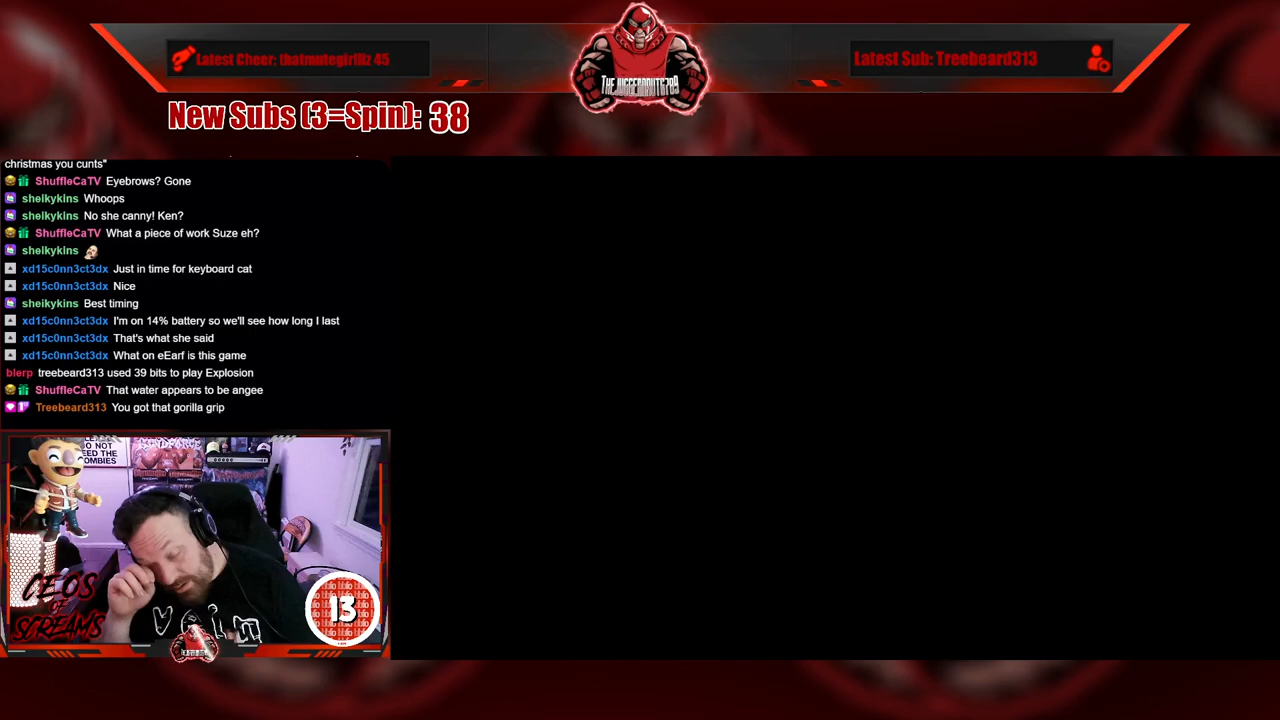 Latest Cheer: thatmutegirlliz 45
THEJUGGERNAUT6789
Latest Sub: Treebeard313
New Subs (3=Spin): 38
christmas you cunts"
ShuffleCaTV Eyebrows? Gone
sheikykins Whoops
sheikykins No she canny! Ken?
ShuffleCaTV What a piece of work Suze eh?
sheikykins
xd15c0nn3ct3dx Just in time for keyboard cat
xd15c0nn3ct3dx Nice
sheikykins Best timing
xd15c0nn3ct3dx I'm on 14% battery so we'll see how long I last
xd15c0nn3ct3dx That's what she said
xd15c0nn3ct3dx What on eEarf is this game
blerp treebeard313 used 39 bits to play Explosion
ShuffleCaTV That water appears to be angee
Treebeard313 You got that gorilla grip
DO NOT
FEED THE
ZOMBIES
CEOS
OF
STREAMS
13